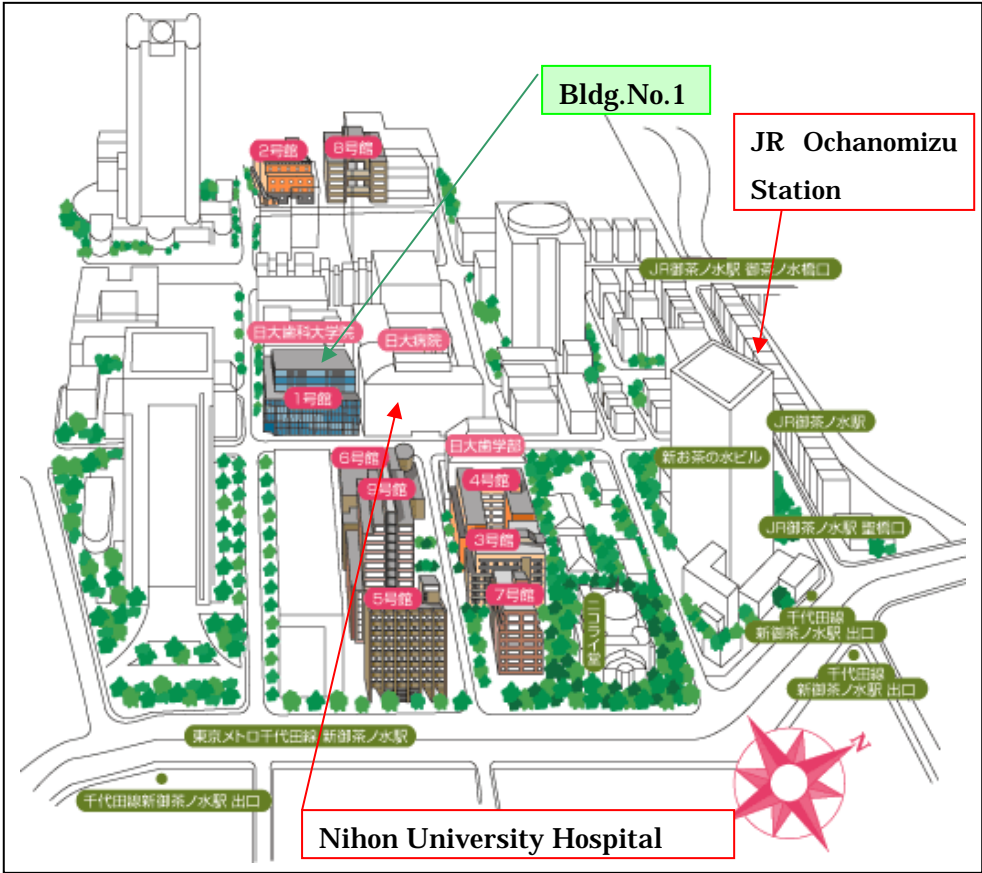 Bldg.No.1
JR Ochanomizu
Station
2号館
8号館
JR御茶ノ水駅 御茶ノ水橋口
日大歯科大学院
日大病院
1号館
JR御茶ノ水駅
日大歯学部
新お茶の水ビル
6号館
9号館
4号館
JR御茶ノ水駅 聖橋口
3号館
5号館
7号館
ニコライ堂
千代田線
新御茶ノ水駅 出口
千代田線
新御茶ノ水駅 出口
東京メトロ千代田線 新御茶ノ水駅
N
千代田線新御茶ノ水駅 出口
Nihon University Hospital